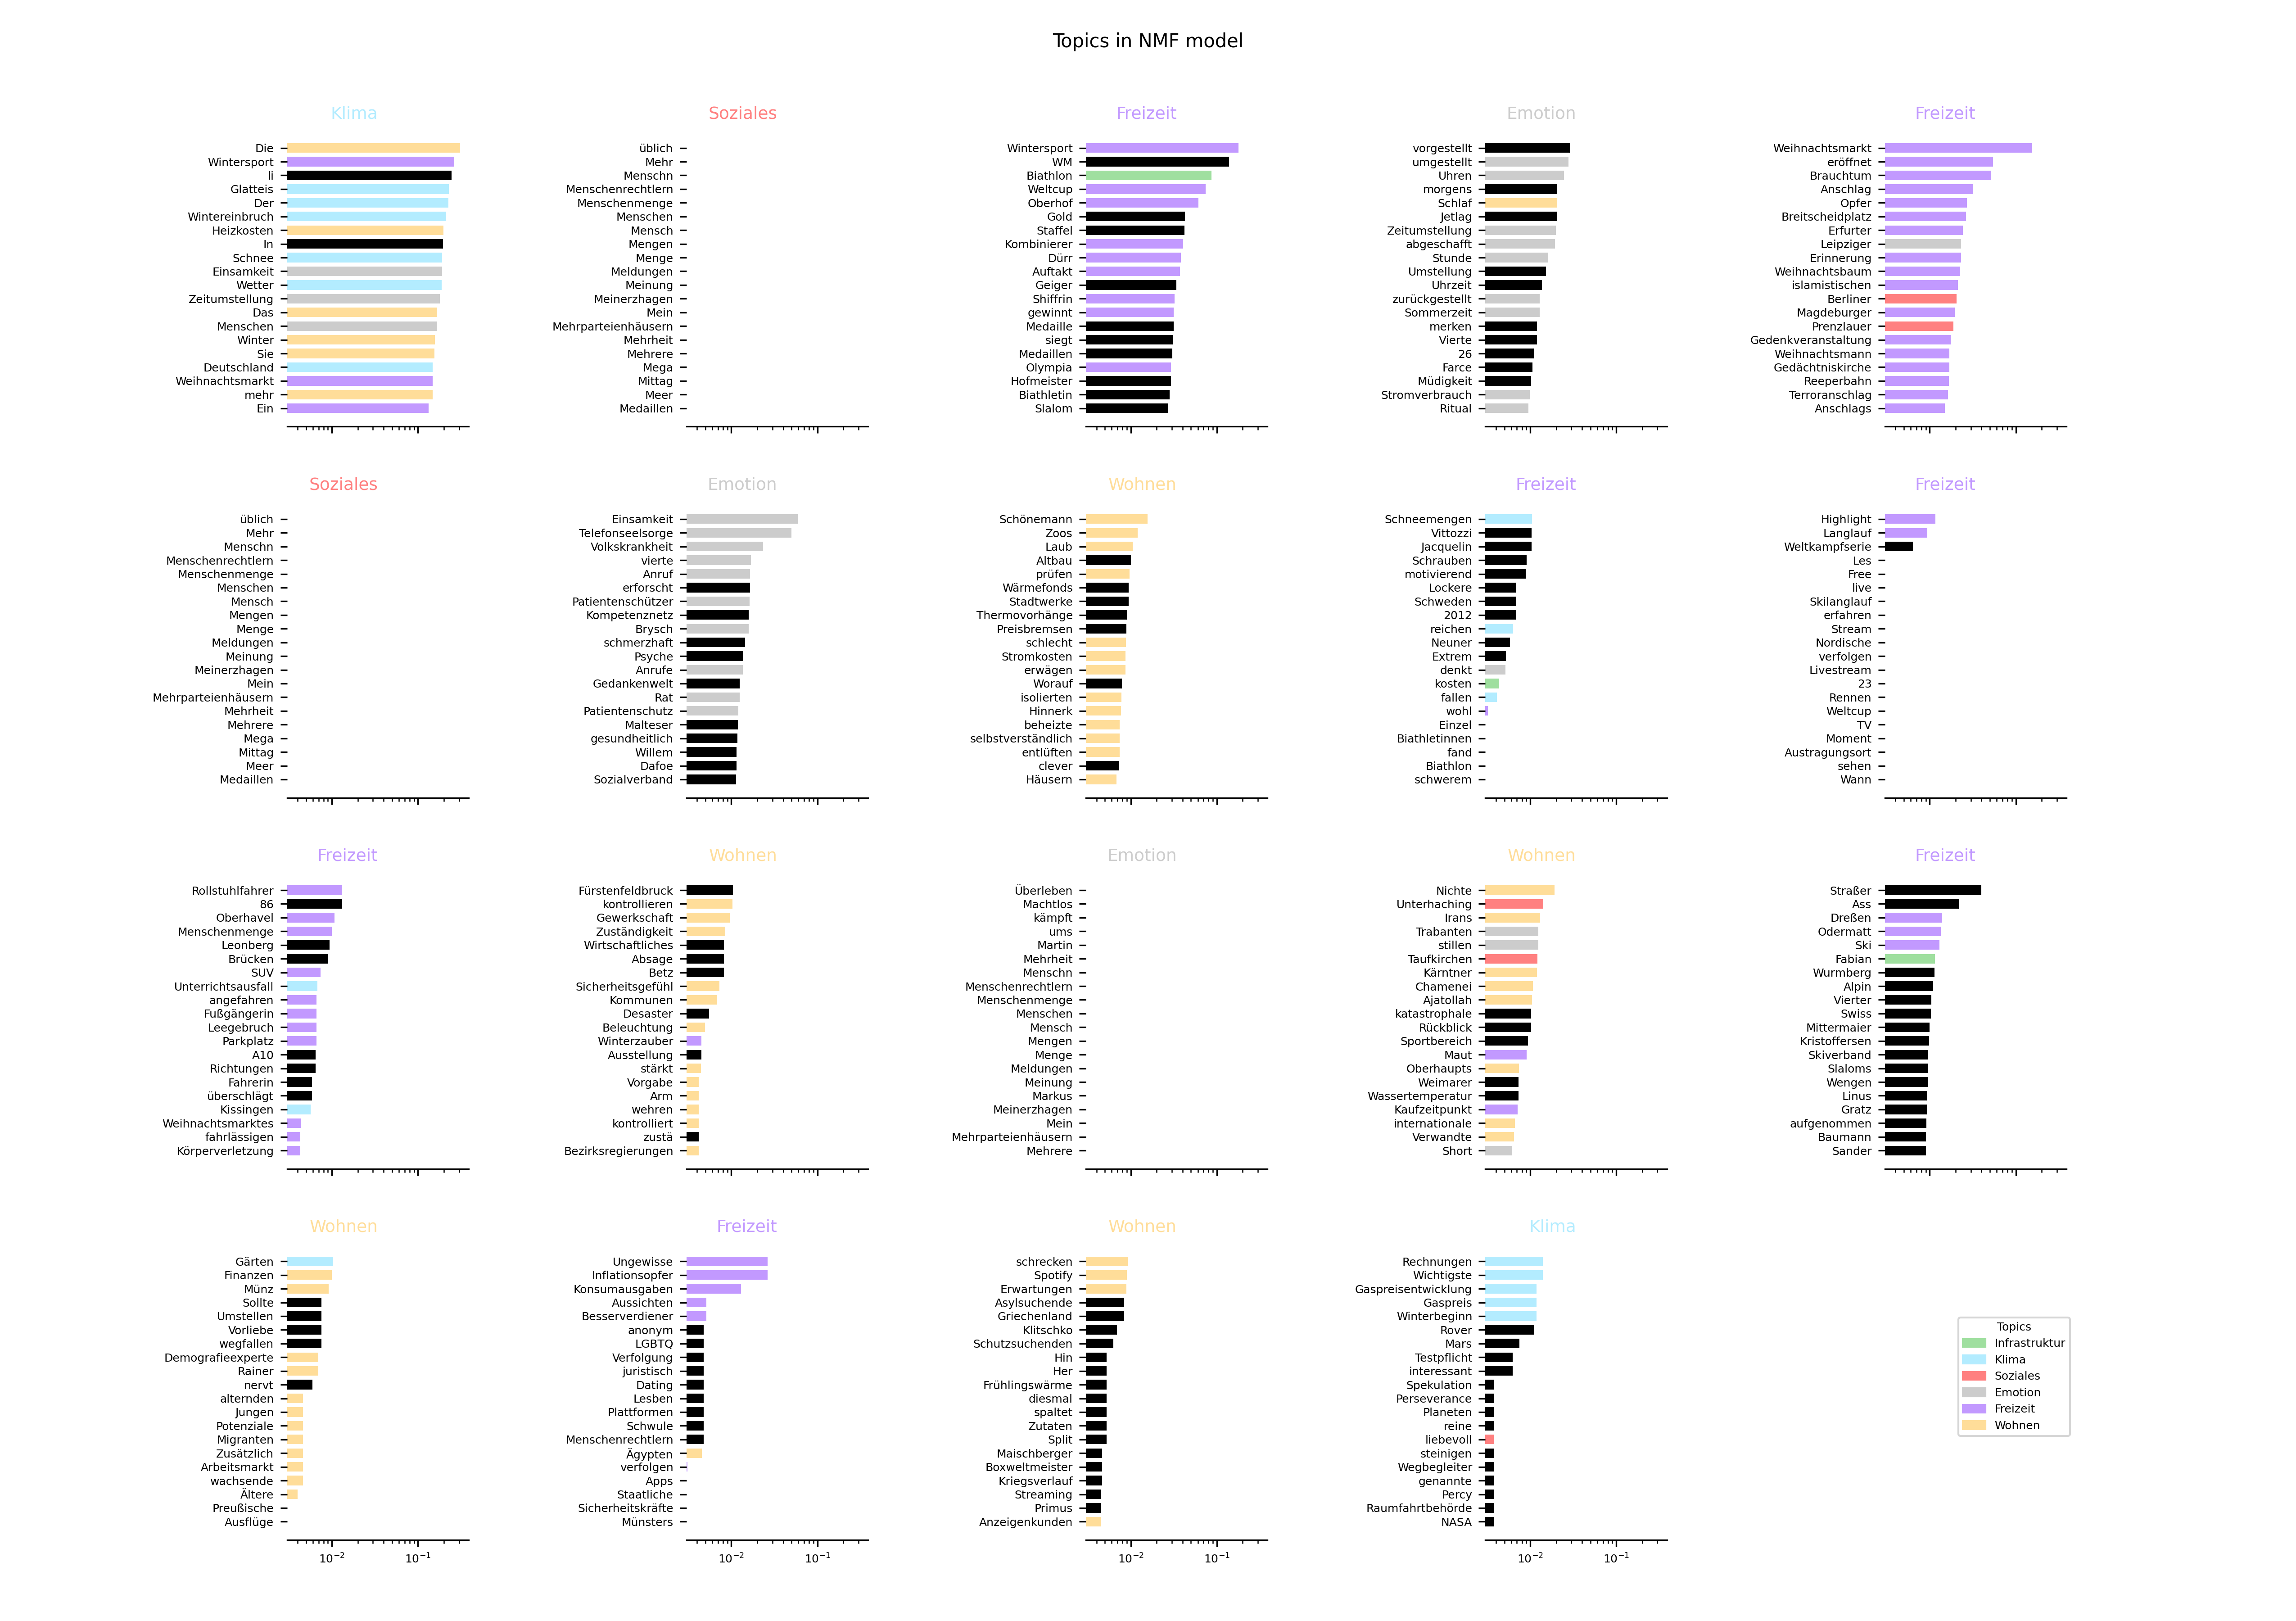 Topics in NMF model
Klima
Die
Wintersport
li
Glatteis
Der
Wintereinbruch
Heizkosten
In
Schnee
Einsamkeit
Wetter
Zeitumstellung
Das
Menschen
Winter
Sie
Deutschland
Weihnachtsmarkt
mehr
Ein
Soziales
üblich
Mehr
Menschn
Menschenrechtlern
Menschenmenge
Menschen
Mensch
Mengen
Menge
Meldungen
Meinung
Meinerzhagen
Mein
Mehrparteienhäusern
Mehrheit
Mehrere
Mega
Mittag
Meer
Medaillen
Freizeit
Wintersport
WM
Biathlon
Weltcup
Oberhof
Gold
Staffel
Kombinierer
Dürr
Auftakt
Geiger
Shiffrin
gewinnt
Medaille
siegt
Medaillen
Olympia
Hofmeister
Biathletin
Slalom
Emotion
vorgestellt
umgestellt
Uhren
morgens
Schlaf
Jetlag
Zeitumstellung
abgeschafft
Stunde
Umstellung
Uhrzeit
zurückgestellt
Sommerzeit
merken
Vierte
26
Farce
Müdigkeit
Stromverbrauch
Ritual
Freizeit
Weihnachtsmarkt
eröffnet
Brauchtum
Anschlag
Opfer
Breitscheidplatz
Erfurter
Leipziger
Erinnerung
Weihnachtsbaum
islamistischen
Berliner
Magdeburger
Prenzlauer
Gedenkveranstaltung
Weihnachtsmann
Gedächtniskirche
Reeperbahn
Terroranschlag
Anschlags
Soziales
üblich
Mehr
Menschn
Menschenrechtlern
Menschenmenge
Menschen
Mensch
Mengen
Menge
Meldungen
Meinung
Meinerzhagen
Mein
Mehrparteienhäusern
Mehrheit
Mehrere
Mega
Mittag
Meer
Medaillen
Emotion
Einsamkeit
Telefonseelsorge
Volkskrankheit
vierte
Anruf
erforscht
Patientenschützer
Kompetenznetz
Brysch
schmerzhaft
Psyche
Anrufe
Gedankenwelt
Rat
Patientenschutz
Malteser
gesundheitlich
Willem
Dafoe
Sozialverband
Wohnen
Schönemann
Zoos
Laub
Altbau
prüfen
Wärmefonds
Stadtwerke
Thermovorhänge
Preisbremsen
schlecht
Stromkosten
erwägen
Worauf
isolierten
Hinnerk
beheizte
selbstverständlich
entlüften
clever
Häusern
Freizeit
Schneemengen
Vittozzi
Jacquelin
Schrauben
motivierend
Lockere
Schweden
2012
reichen
Neuner
Extrem
denkt
kosten
fallen
wohl
Einzel
Biathletinnen
fand
Biathlon
schwerem
Freizeit
Highlight
Langlauf
Weltkampfserie
Les
Free
live
Skilanglauf
erfahren
Stream
Nordische
verfolgen
Livestream
23
Rennen
Weltcup
TV
Moment
Austragungsort
sehen
Wann
Freizeit
Rollstuhlfahrer
86
Oberhavel
Menschenmenge
Leonberg
Brücken
SUV
Unterrichtsausfall
angefahren
Fußgängerin
Leegebruch
Parkplatz
A10
Richtungen
Fahrerin
überschlägt
Kissingen
Weihnachtsmarktes
fahrlässigen
Körperverletzung
Wohnen
Fürstenfeldbruck
kontrollieren
Gewerkschaft
Zuständigkeit
Wirtschaftliches
Absage
Betz
Sicherheitsgefühl
Kommunen
Desaster
Beleuchtung
Winterzauber
Ausstellung
stärkt
Vorgabe
Arm
wehren
kontrolliert
zustä
Bezirksregierungen
Emotion
Überleben
Machtlos
kämpft
ums
Martin
Mehrheit
Menschn
Menschenrechtlern
Menschenmenge
Menschen
Mensch
Mengen
Menge
Meldungen
Meinung
Markus
Meinerzhagen
Mein
Mehrparteienhäusern
Mehrere
Wohnen
Nichte
Unterhaching
Irans
Trabanten
stillen
Taufkirchen
Kärntner
Chamenei
Ajatollah
katastrophale
Rückblick
Sportbereich
Maut
Oberhaupts
Weimarer
Wassertemperatur
Kaufzeitpunkt
internationale
Verwandte
Short
Freizeit
Straßer
Ass
Dreßen
Odermatt
Ski
Fabian
Wurmberg
Alpin
Vierter
Swiss
Mittermaier
Kristoffersen
Skiverband
Slaloms
Wengen
Linus
Gratz
aufgenommen
Baumann
Sander
Wohnen
Gärten
Finanzen
Münz
Sollte
Umstellen
Vorliebe
wegfallen
Demografieexperte
Rainer
nervt
alternden
Jungen
Potenziale
Migranten
Zusätzlich
Arbeitsmarkt
wachsende
Ältere
Preußische
Ausflüge
10⁻² 10⁻¹
Freizeit
Ungewisse
Inflationsopfer
Konsumausgaben
Aussichten
Besserverdiener
anonym
LGBTQ
Verfolgung
juristisch
Dating
Lesben
Plattformen
Schwule
Menschenrechtlern
Ägypten
verfolgen
Apps
Staatliche
Sicherheitskräfte
Münsters
10⁻² 10⁻¹
Wohnen
schrecken
Spotify
Erwartungen
Asylsuchende
Griechenland
Klitschko
Schutzsuchenden
Hin
Her
Frühlingswärme
diesmal
spaltet
Zutaten
Split
Maischberger
Boxweltmeister
Kriegsverlauf
Streaming
Primus
Anzeigenkunden
10⁻² 10⁻¹
Klima
Rechnungen
Wichtigste
Gaspreisentwicklung
Gaspreis
Winterbeginn
Rover
Mars
Testpflicht
interessant
Spekulation
Perseverance
Planeten
reine
liebevoll
steinigen
Wegbegleiter
genannte
Percy
Raumfahrtbehörde
NASA
10⁻² 10⁻¹
Topics
Infrastruktur
Klima
Soziales
Emotion
Freizeit
Wohnen